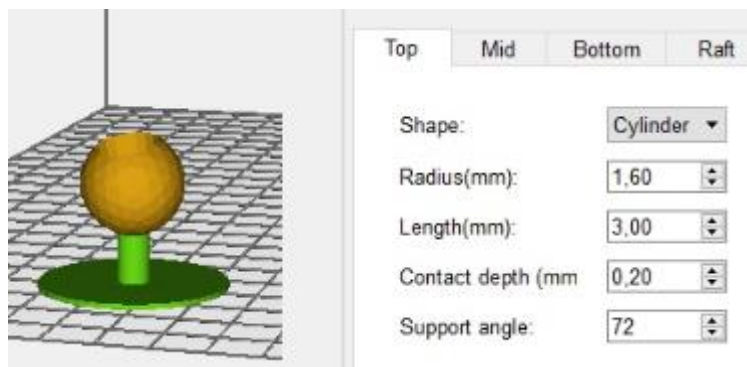 Top Mid Bottom Raft
Shape: Cylinder
Radius(mm): 1,60
Length(mm): 3,00
Contact depth (mm 0,20
Support angle: 72